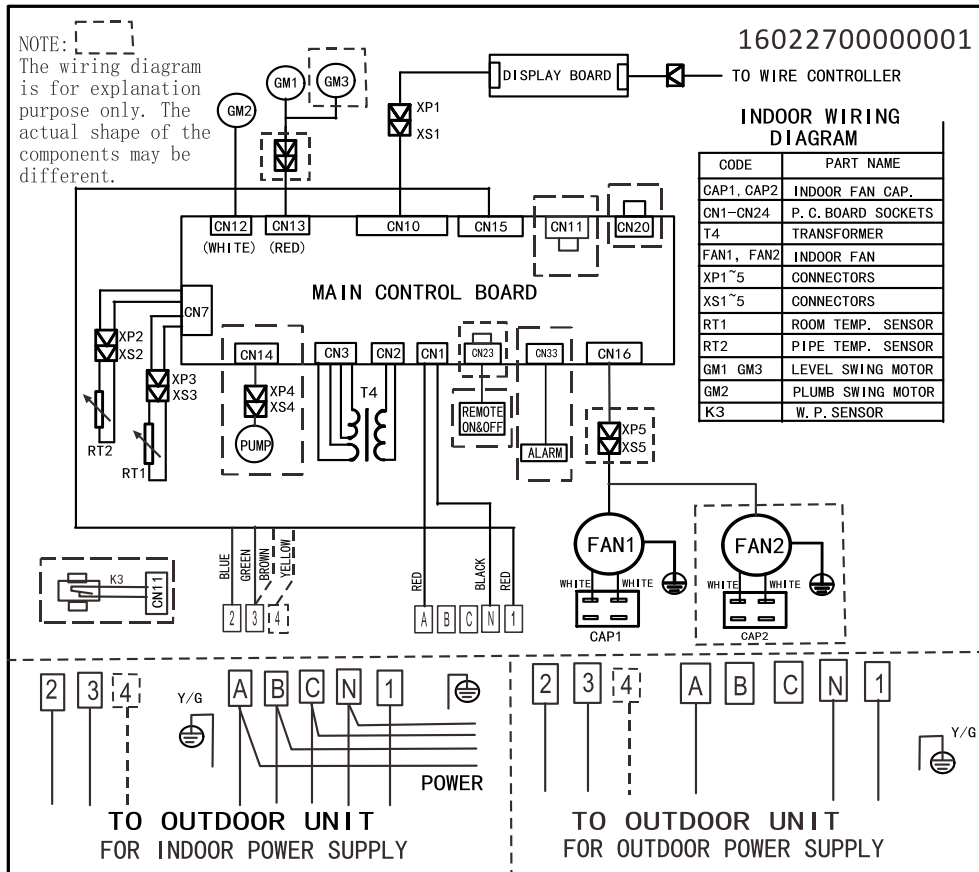 NOTE:
The wiring diagram
is for explanation
purpose only. The
actual shape of the
components may be
different.
16022700000001
GM1
GM3
GM2
XP1
XS1
DISPLAY BOARD
TO WIRE CONTROLLER
INDOOR WIRING
DIAGRAM
CODE PART NAME
CAP1, CAP2 INDOOR FAN CAP.
CN1-CN24 P.C.BOARD SOCKETS
T4 TRANSFORMER
FAN1, FAN2 INDOOR FAN
XP1~5 CONNECTORS
XS1~5 CONNECTORS
RT1 ROOM TEMP. SENSOR
RT2 PIPE TEMP. SENSOR
GM1 GM3 LEVEL SWING MOTOR
GM2 PLUMB SWING MOTOR
K3 W.P.SENSOR
CN12 CN13 CN10 CN15 CN11 CN20
(WHITE) (RED)
MAIN CONTROL BOARD
CN7
CN14 CN3 CN2 CN1 CN23 CN33 CN16
XP2
XS2
RT2
XP3
XS3
RT1
XP4
XS4
PUMP
T4
REMOTE
ON&OFF
ALARM
XP5
XS5
FAN1
WHITE WHITE
CAP1
FAN2
WHITE WHITE
CAP2
K3
CN11
BLUE
GREEN
BROWN
YELLOW
2 3 4
RED
BLACK
RED
A B C N 1
2 3 4
Y/G
A B C N 1
POWER
TO OUTDOOR UNIT
FOR INDOOR POWER SUPPLY
2 3 4 A B C N 1
Y/G
TO OUTDOOR UNIT
FOR OUTDOOR POWER SUPPLY